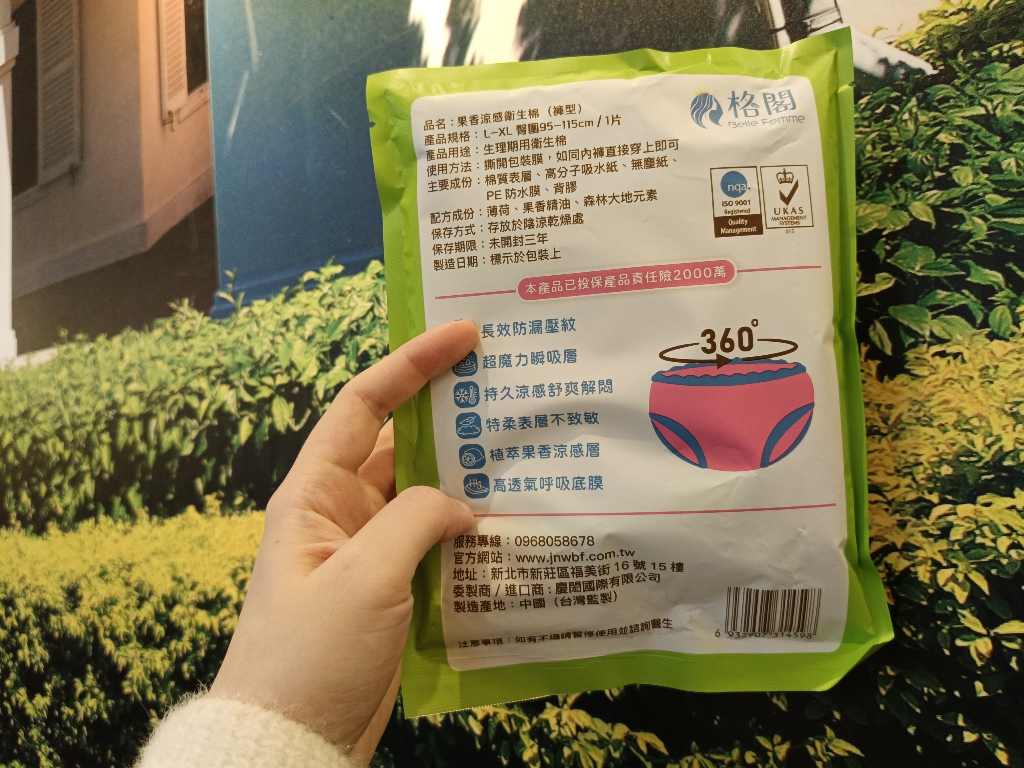 格閣
Belle Femme
品名：果香涼感衛生棉（褲型）
產品規格：L-XL 臀圍95-115cm / 1片
產品用途：生理期用衛生棉
使用方法：撕開包裝膜，如同內褲直接穿上即可
主要成份：棉質表層、高分子吸水紙、無塵紙、
PE 防水膜、背膠
配方成份：薄荷、果香精油、森林大地元素
保存方式：存放於陰涼乾燥處
保存期限：未開封三年
製造日期：標示於包裝上
nqa.
ISO 9001
Registered
Quality
Management
UKAS
MANAGEMENT
SYSTEMS
015
本產品已投保產品責任險2000萬
長效防漏壓紋
超魔力瞬吸層
持久涼感舒爽解悶
特柔表層不致敏
植萃果香涼感層
高透氣呼吸底膜
360°
服務專線：0968058678
官方網站：www.jnwbf.com.tw
地址：新北市新莊區福美街 16 號 15 樓
委製商 / 進口商：慶閎國際有限公司
製造產地：中國（台灣監製）
注意事項：如有不適請暫停使用並諮詢醫生